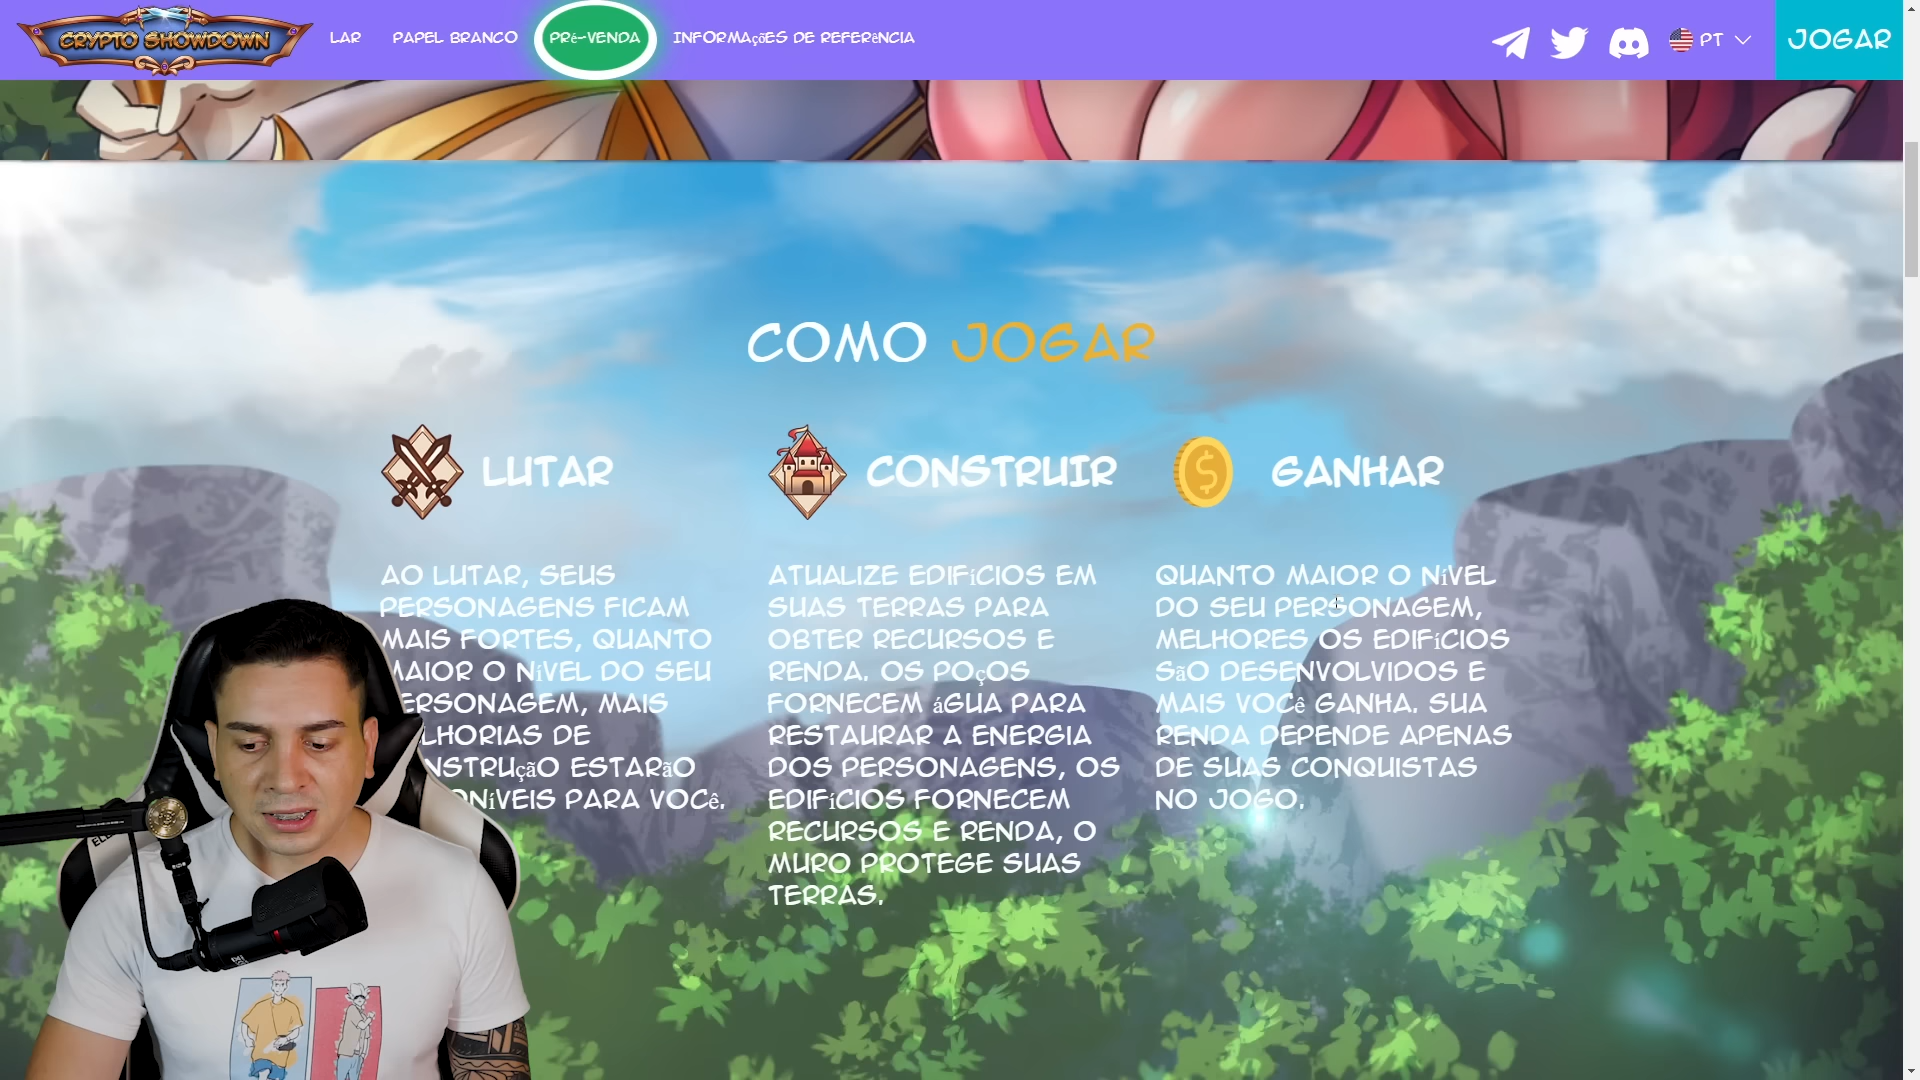 CRYPTO SHOWDOWN
LAR
PAPEL BRANCO
PRé-VENDA
INFORMAçõES DE REFERêNCIA
PT
JOGAR
COMO JOGAR
LUTAR
AO LUTAR, SEUS
PERSONAGENS FICAM
MAIS FORTES, QUANTO
MAIOR O NíVEL DO SEU
PERSONAGEM, MAIS
LHORIAS DE
NSTRUçãO ESTARãO
NíVEIS PARA VOCê.
CONSTRUIR
ATUALIZE EDIFíCIOS EM
SUAS TERRAS PARA
OBTER RECURSOS E
RENDA. OS POçOS
FORNECEM áGUA PARA
RESTAURAR A ENERGIA
DOS PERSONAGENS, OS
EDIFíCIOS FORNECEM
RECURSOS E RENDA, O
MURO PROTEGE SUAS
TERRAS.
GANHAR
QUANTO MAIOR O NíVEL
DO SEU PERSONAGEM,
MELHORES OS EDIFíCIOS
SãO DESENVOLVIDOS E
MAIS VOCê GANHA. SUA
RENDA DEPENDE APENAS
DE SUAS CONQUISTAS
NO JOGO.